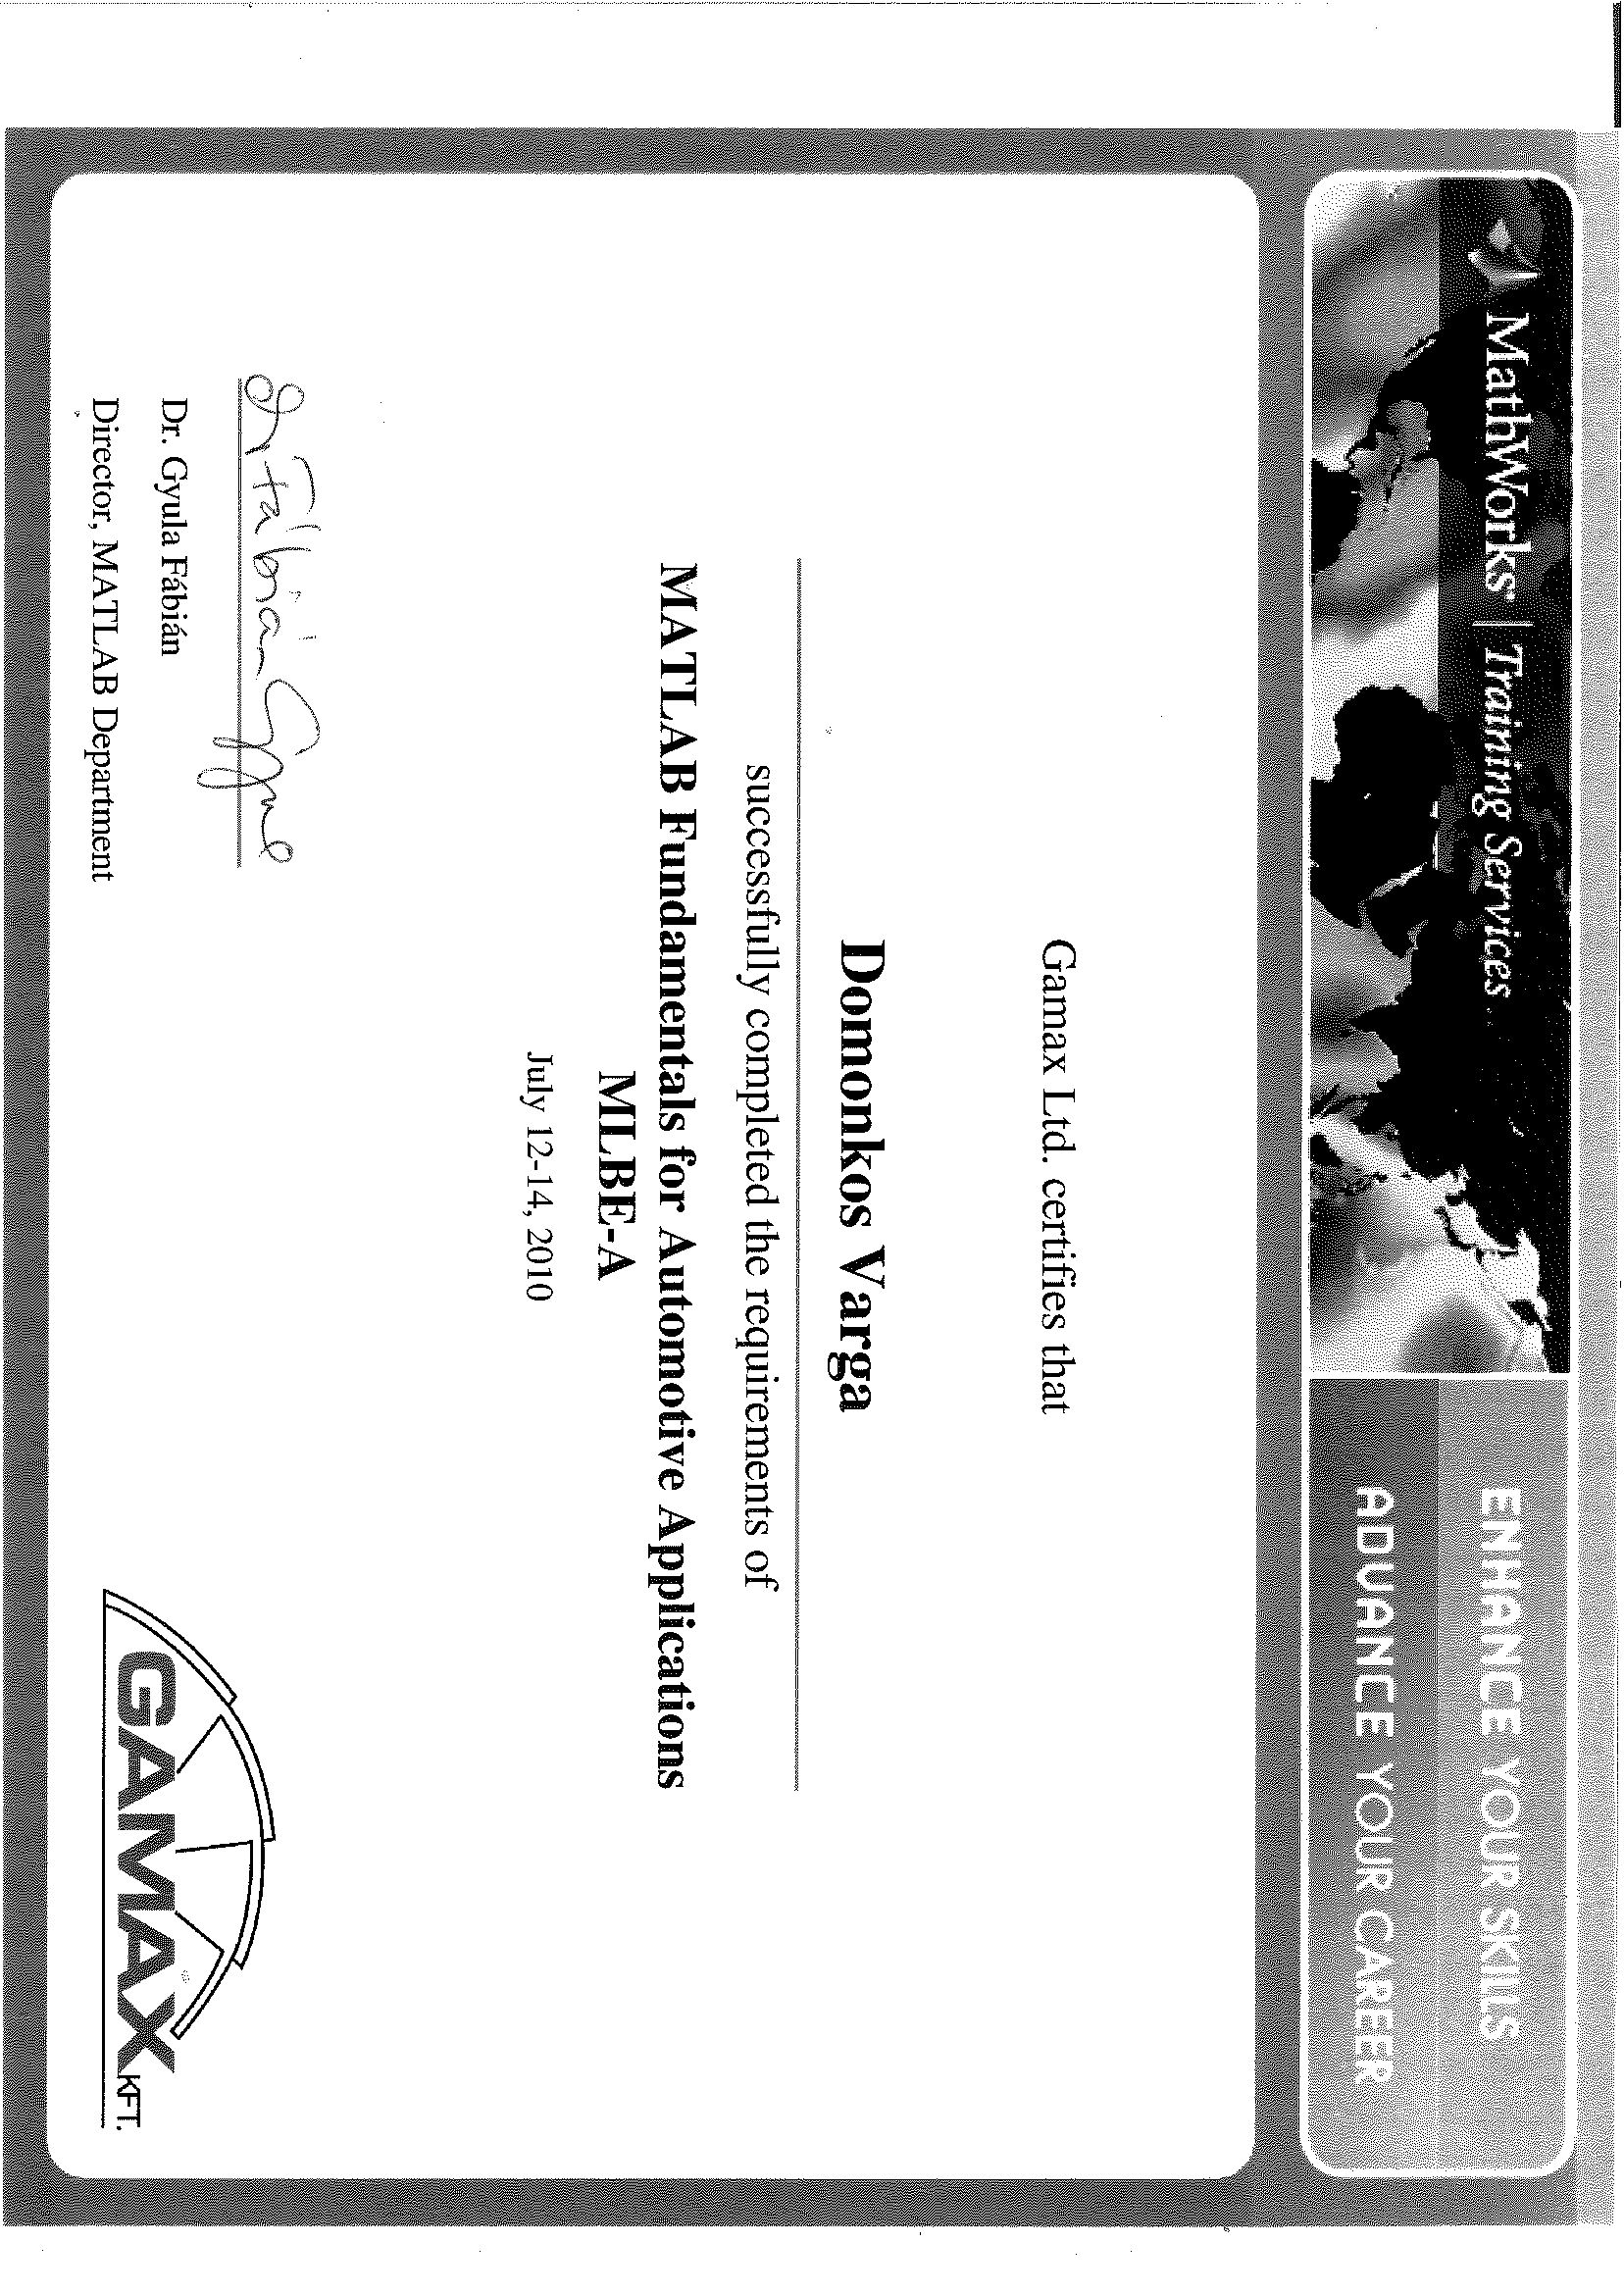 MathWorks | Training Services
ENHANCE YOUR SKILLS
ADVANCE YOUR CAREER
Gamax Ltd. certifies that
Domonkos Varga
successfully completed the requirements of
MATLAB Fundamentals for Automotive Applications
MLBE-A
July 12-14, 2010
Dr Fábián Gyula
Dr. Gyula Fábián
Director, MATLAB Department
GAMAX KFT.